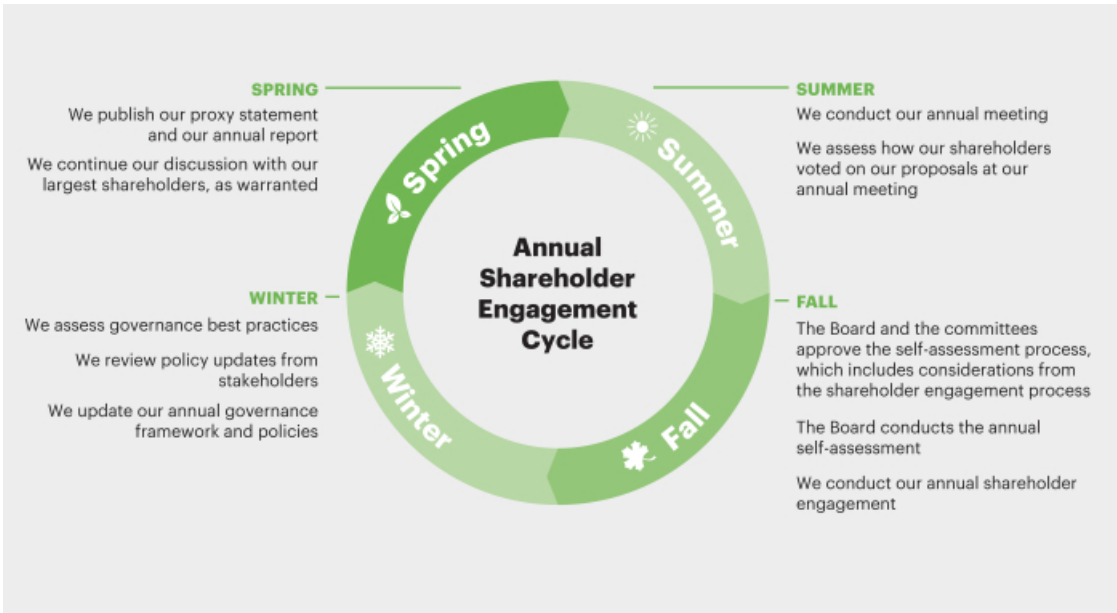 SPRING
We publish our proxy statement
and our annual report
We continue our discussion with our
largest shareholders, as warranted
SUMMER
We conduct our annual meeting
We assess how our shareholders
voted on our proposals at our
annual meeting
Spring
Summer
Annual
Shareholder
Engagement
Cycle
WINTER
We assess governance best practices
We review policy updates from
stakeholders
We update our annual governance
framework and policies
FALL
The Board and the committees
approve the self-assessment process,
which includes considerations from
the shareholder engagement process
The Board conducts the annual
self-assessment
We conduct our annual shareholder
engagement
Winter
Fall